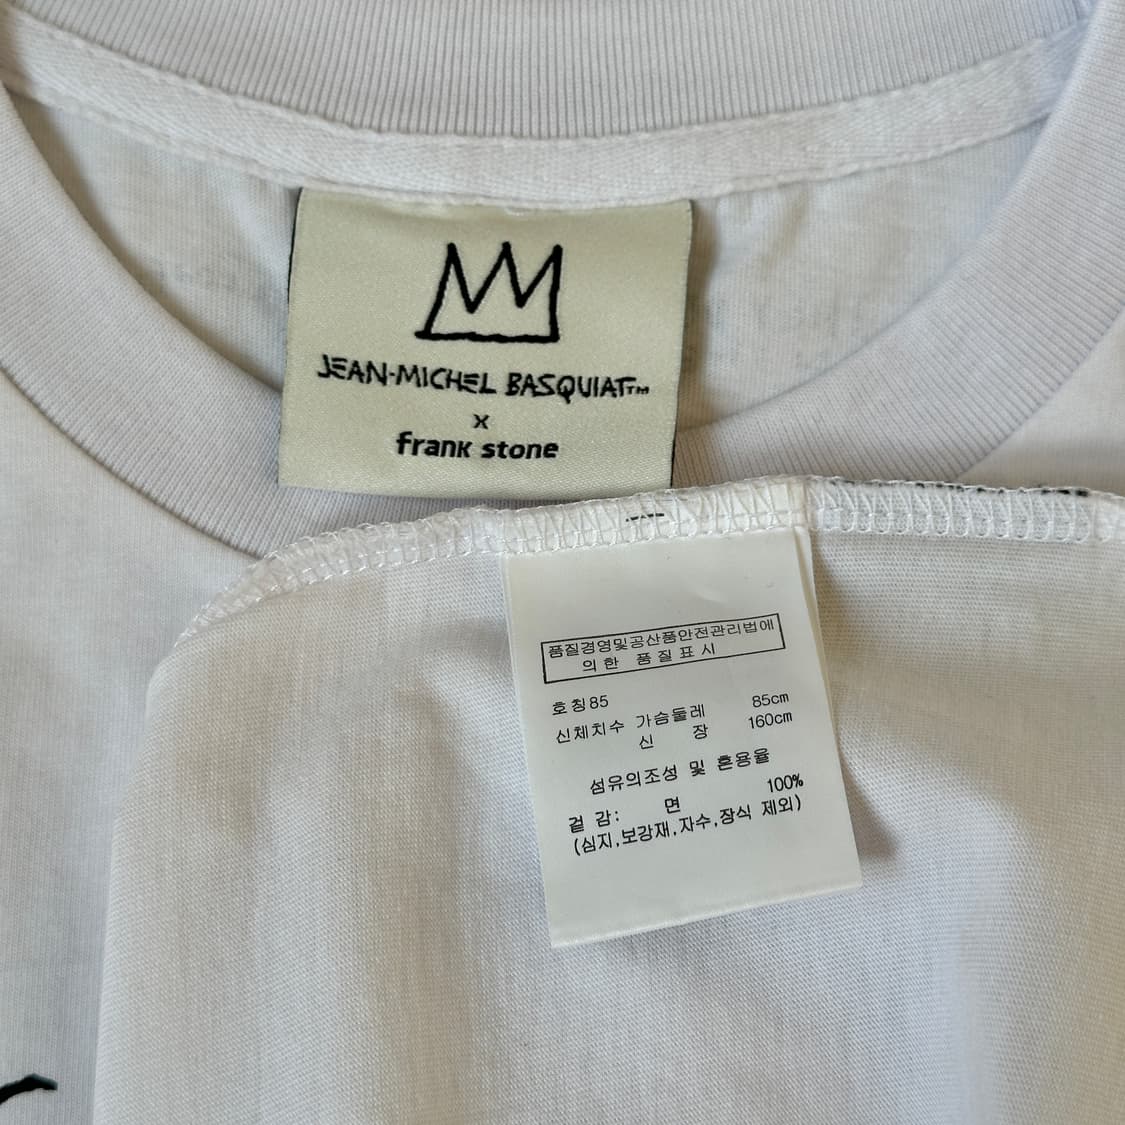 JEAN-MICHEL BASQUIAT™
x
frank stone
품질경영및공산품안전관리법에
의한 품질표시
호칭85
신체치수 가슴둘레 85cm
신 장 160cm
섬유의조성 및 혼용율
겉감: 면 100%
(심지,보강재,자수,장식 제외)